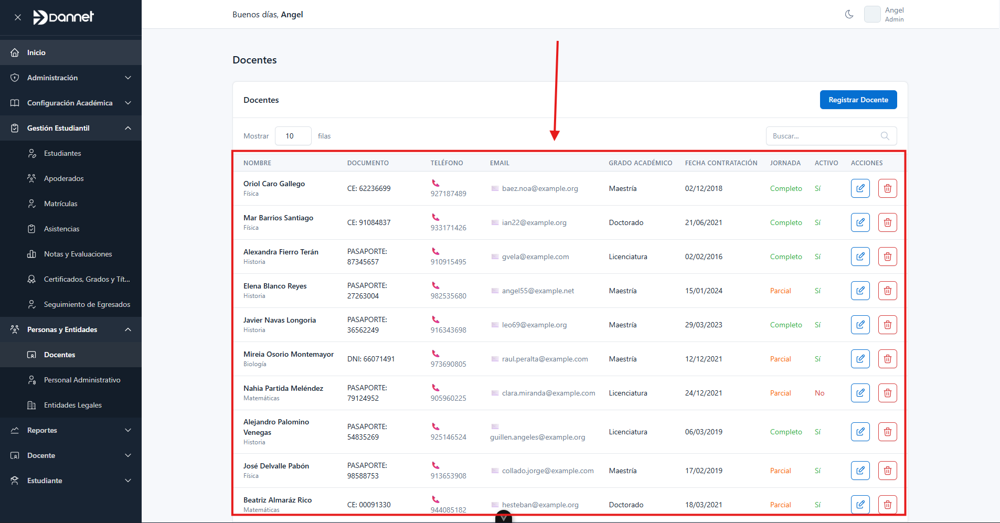 Dannet
Buenos días, Angel
Angel
Admin
Inicio
Administración
Configuración Académica
Gestión Estudiantil
Estudiantes
Apoderados
Matrículas
Asistencias
Notas y Evaluaciones
Certificados, Grados y Tít...
Seguimiento de Egresados
Personas y Entidades
Docentes
Personal Administrativo
Entidades Legales
Reportes
Docente
Estudiante
Docentes
Docentes
Registrar Docente
Mostrar 10 filas
Buscar...
NOMBRE DOCUMENTO TELÉFONO EMAIL GRADO ACADÉMICO FECHA CONTRATACIÓN JORNADA ACTIVO ACCIONES
Oriol Caro Gallego
Física
CE: 62236699
927187489
baez.noa@example.org
Maestría
02/12/2018
Completo
Sí
Mar Barrios Santiago
Física
CE: 91084837
933171426
ian22@example.org
Doctorado
21/06/2021
Completo
Sí
Alexandra Fierro Terán
Historia
PASAPORTE:
87345657
910915495
gvela@example.com
Licenciatura
02/02/2016
Completo
Sí
Elena Blanco Reyes
Historia
PASAPORTE:
27263004
982535680
angel55@example.net
Maestría
15/01/2024
Parcial
Sí
Javier Navas Longoria
Historia
PASAPORTE:
36562249
916343698
leo69@example.org
Maestría
29/03/2023
Completo
Sí
Mireia Osorio Montemayor
Biología
DNI: 66071491
973690805
raul.peralta@example.com
Maestría
12/12/2021
Parcial
Sí
Nahia Partida Meléndez
Matemáticas
PASAPORTE:
79124952
905960225
clara.miranda@example.com
Licenciatura
24/12/2021
Parcial
No
Alejandro Palomino
Venegas
Historia
PASAPORTE:
54835269
925146524
guillen.angeles@example.org
Licenciatura
06/03/2019
Completo
Sí
José Delvalle Pabón
Física
PASAPORTE:
98588753
913653908
collado.jorge@example.com
Maestría
17/02/2019
Parcial
Sí
Beatriz Almaráz Rico
Matemáticas
CE: 00091330
944085182
hesteban@example.org
Doctorado
18/03/2021
Parcial
Sí